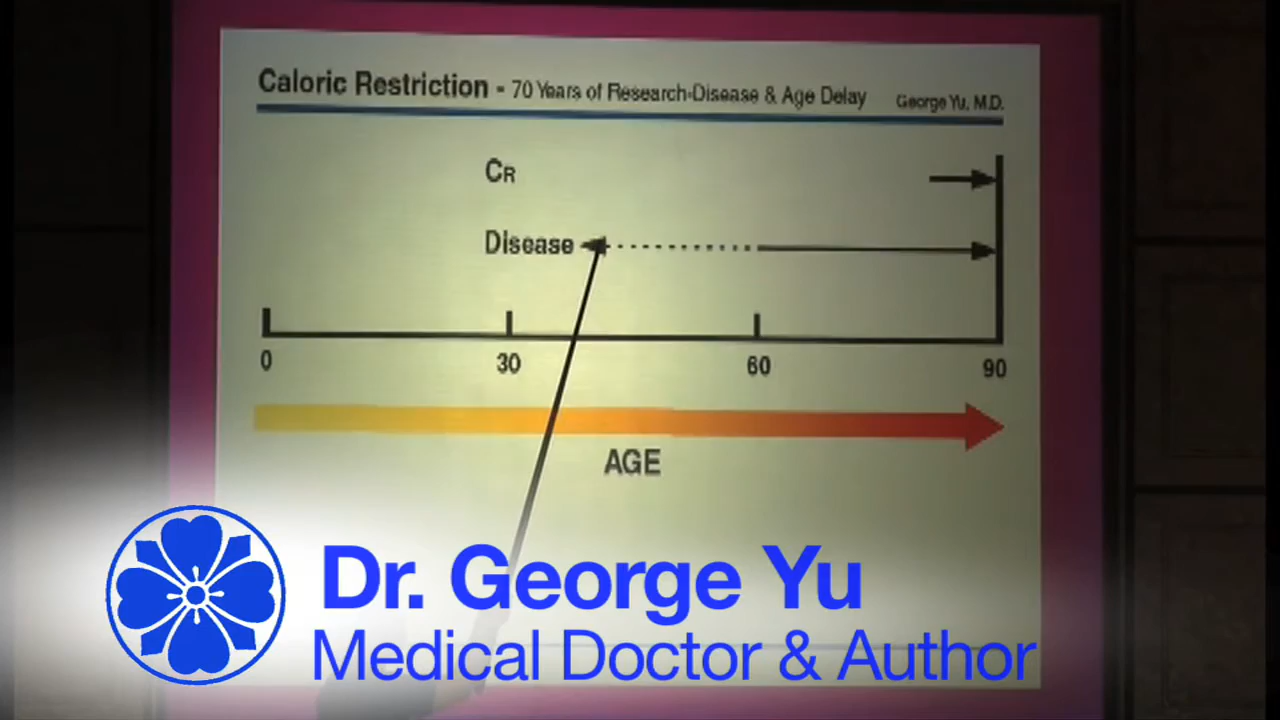 Caloric Restriction - 70 Years of Research-Disease & Age Delay George Yu, M.D.
CR
Disease
0 30 60 90
AGE
Dr. George Yu
Medical Doctor & Author